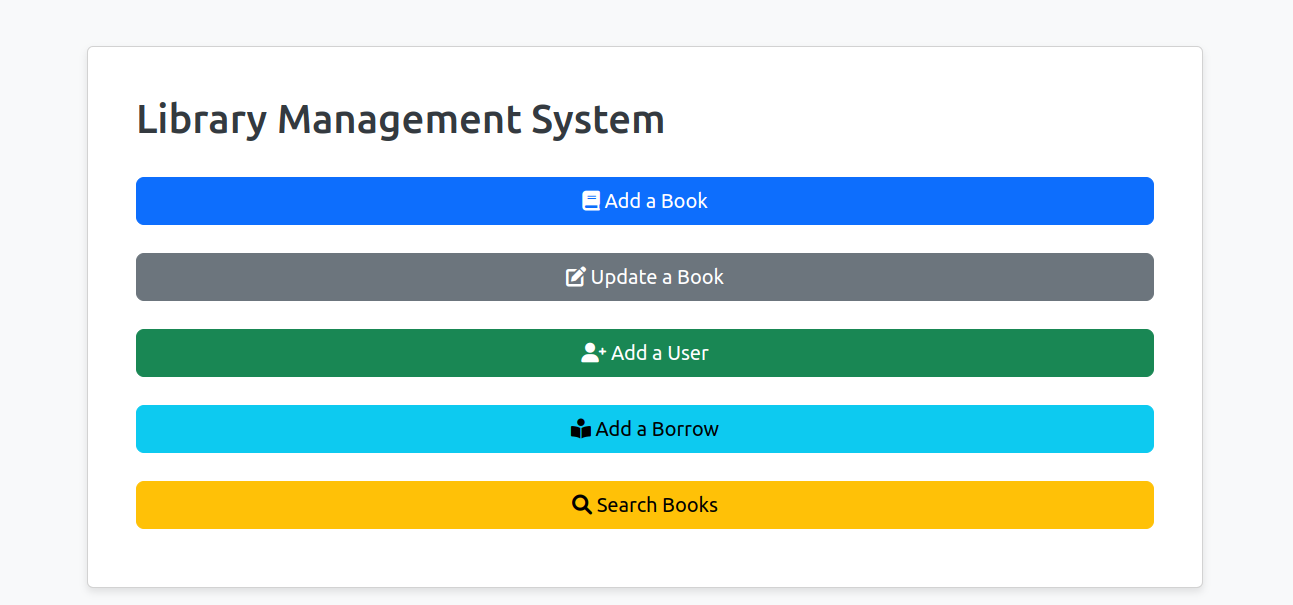 Library Management System
Add a Book
Update a Book
Add a User
Add a Borrow
Search Books